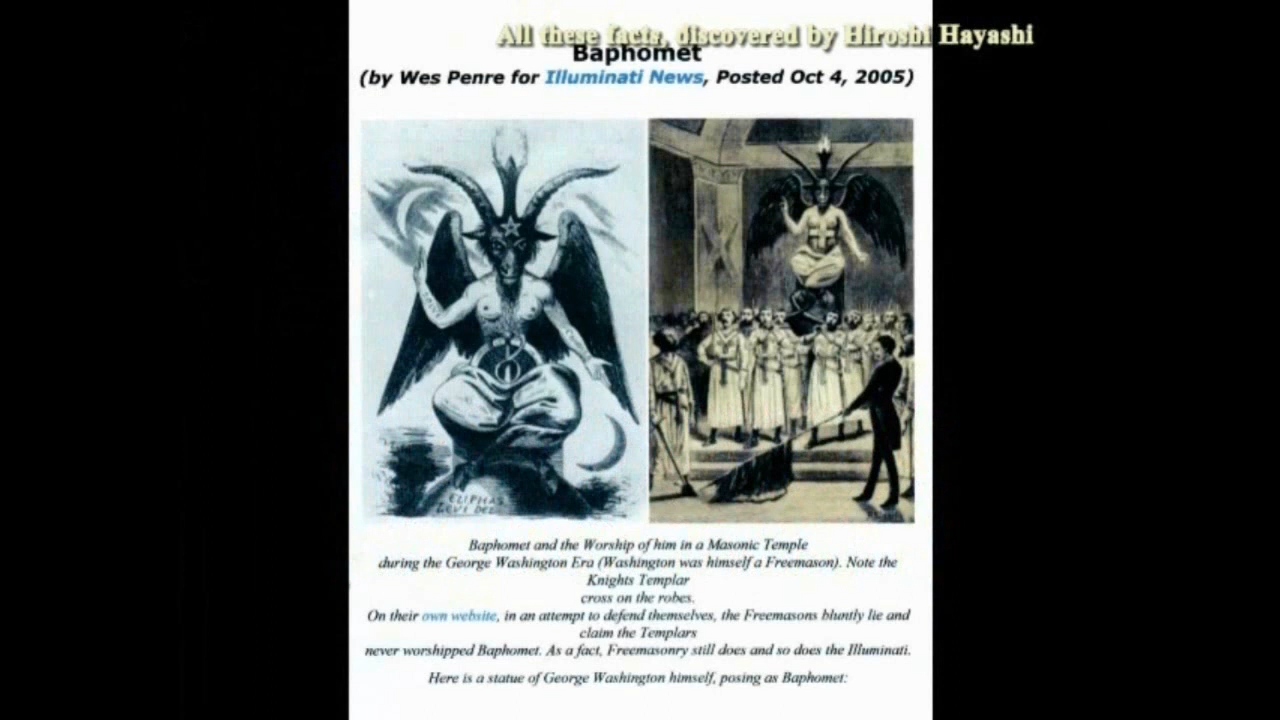 All these facts, discovered by Hiroshi Hayashi
Baphomet
(by Wes Penre for Illuminati News, Posted Oct 4, 2005)
ELIPHAS
LEVI DEL
Baphomet and the Worship of him in a Masonic Temple
during the George Washington Era (Washington was himself a Freemason). Note the
Knights Templar
cross on the robes.
On their own website, in an attempt to defend themselves, the Freemasons bluntly lie and
claim the Templars
never worshipped Baphomet. As a fact, Freemasonry still does and so does the Illuminati.
Here is a statue of George Washington himself, posing as Baphomet: